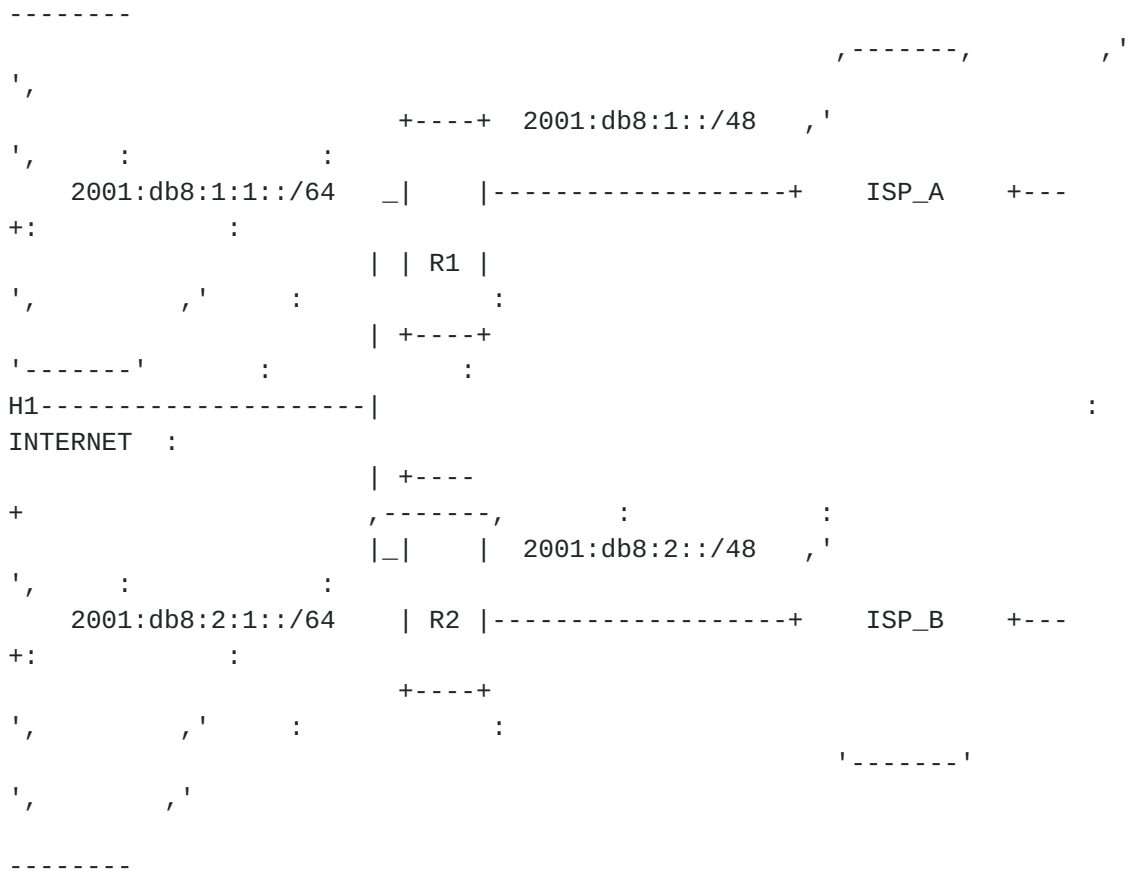 --------
                                                     ,-------,        ,'
',
                         +----+  2001:db8:1::/48   ,'
',     :             :
    2001:db8:1:1::/64   _|    |-------------------+    ISP_A    +---
+:            :
                       | | R1 |
',         ,'     :            :
                       | +----+
'-------'       :            :
H1---------------------|                                              :
INTERNET  :
                       | +----
+                      ,-------,       :            :
                       |_|    |  2001:db8:2::/48   ,'
',     :             :
    2001:db8:2:1::/64    | R2 |-------------------+    ISP_B    +---
+:            :
                         +----+
',         ,'     :            :
                                                     '-------'
',        ,'

--------